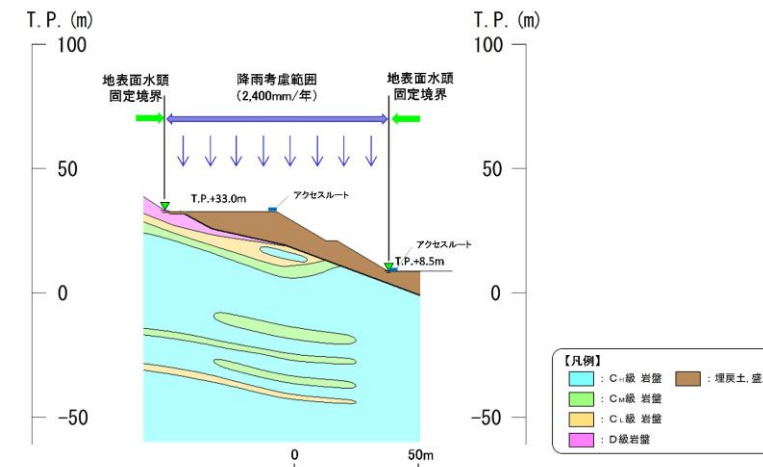 T.P.(m)
T.P.(m)
100
100
地表面水頭
固定境界
降雨考慮範囲
(2,400mm/年)
地表面水頭
固定境界
50
50
T.P.+33.0m
アクセスルート
アクセスルート
T.P.+8.5m
0
0
-50
-50
0
50m
【凡例】
：CH級 岩盤
：埋戻土，盛
：CM級 岩盤
：CL級 岩盤
：D級岩盤